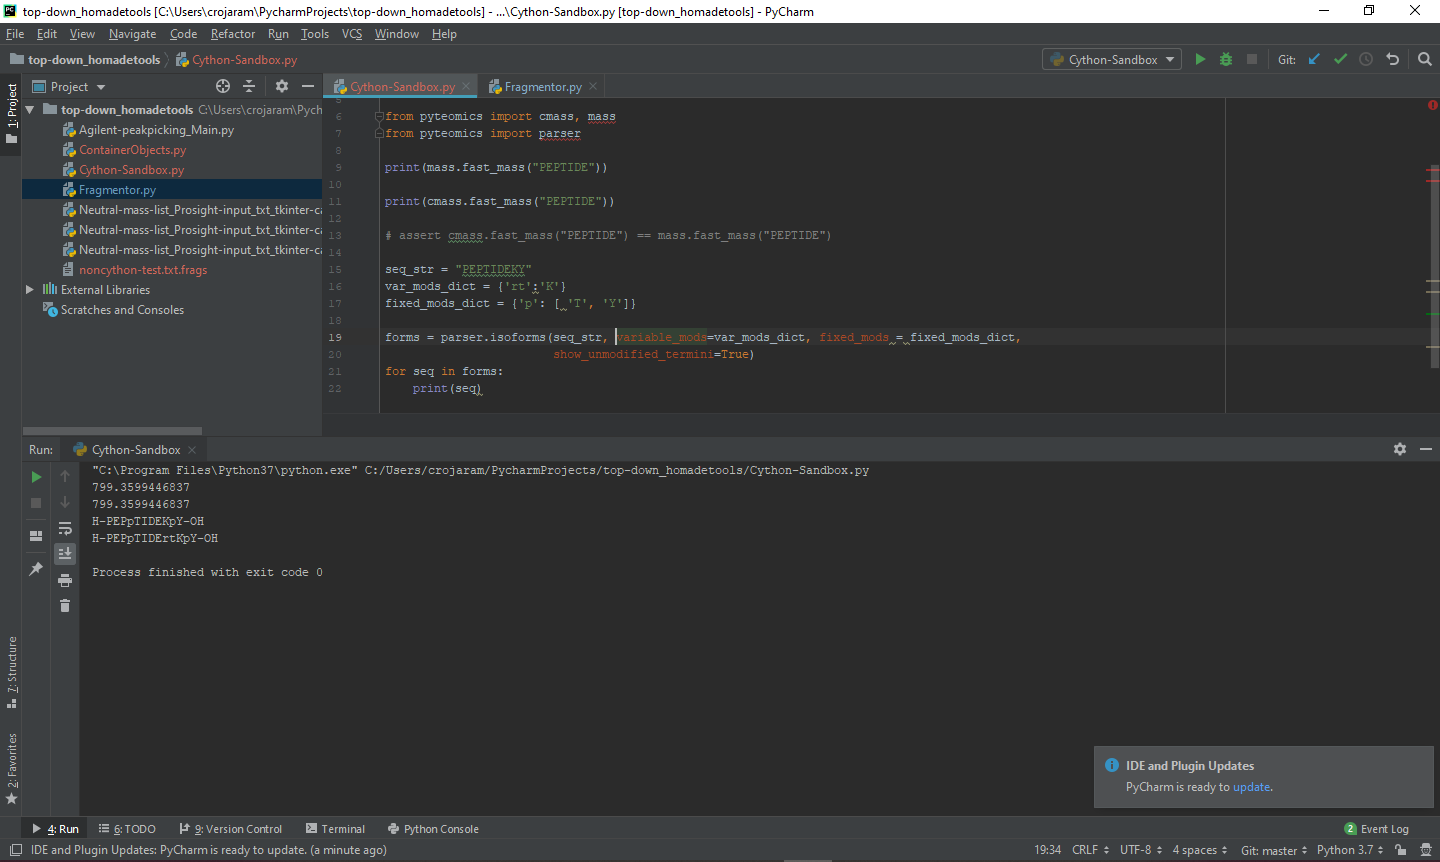 top-down_homadetools [C:\Users\crojaram\PycharmProjects\top-down_homadetools] - ...\Cython-Sandbox.py [top-down_homadetools] - PyCharm
File Edit View Navigate Code Refactor Run Tools VCS Window Help
top-down_homadetools Cython-Sandbox.py Cython-Sandbox Git:
1: Project
Project
top-down_homadetools C:\Users\crojaram\Pych
Agilent-peakpicking_Main.py
ContainerObjects.py
Cython-Sandbox.py
Fragmentor.py
Neutral-mass-list_Prosight-input_txt_tkinter-ca
Neutral-mass-list_Prosight-input_txt_tkinter-ca
Neutral-mass-list_Prosight-input_txt_tkinter-ca
noncython-test.txt.frags
External Libraries
Scratches and Consoles
Cython-Sandbox.py Fragmentor.py
5
6 from pyteomics import cmass, mass
7 from pyteomics import parser
8
9 print(mass.fast_mass("PEPTIDE"))
10
11 print(cmass.fast_mass("PEPTIDE"))
12
13 # assert cmass.fast_mass("PEPTIDE") == mass.fast_mass("PEPTIDE")
14
15 seq_str = "PEPTIDEKY"
16 var_mods_dict = {'rt':'K'}
17 fixed_mods_dict = {'p': [ 'T', 'Y']}
18
19 forms = parser.isoforms(seq_str, variable_mods=var_mods_dict, fixed_mods = fixed_mods_dict,
20 show_unmodified_termini=True)
21 for seq in forms:
22 print(seq)
Run: Cython-Sandbox
"C:\Program Files\Python37\python.exe" C:/Users/crojaram/PycharmProjects/top-down_homadetools/Cython-Sandbox.py
799.3599446837
799.3599446837
H-PEPpTIDEKpY-OH
H-PEPpTIDErtKpY-OH
Process finished with exit code 0
7: Structure
2: Favorites
IDE and Plugin Updates
PyCharm is ready to update.
4: Run 6: TODO 9: Version Control Terminal Python Console 2 Event Log
IDE and Plugin Updates: PyCharm is ready to update. (a minute ago) 19:34 CRLF UTF-8 4 spaces Git: master Python 3.7